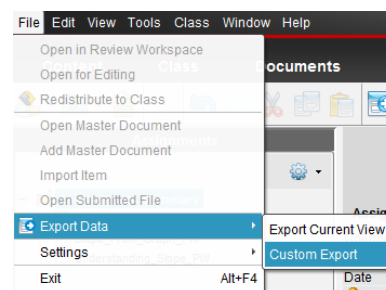 File Edit View Tools Class Window Help
Open in Review Workspace
Open for Editing
Class
Documents
Redistribute to Class
Open Master Document
Add Master Document
Import Item
Open Submitted File
Export Data
Export Current View
Settings
Custom Export
Exit Alt+F4
Date